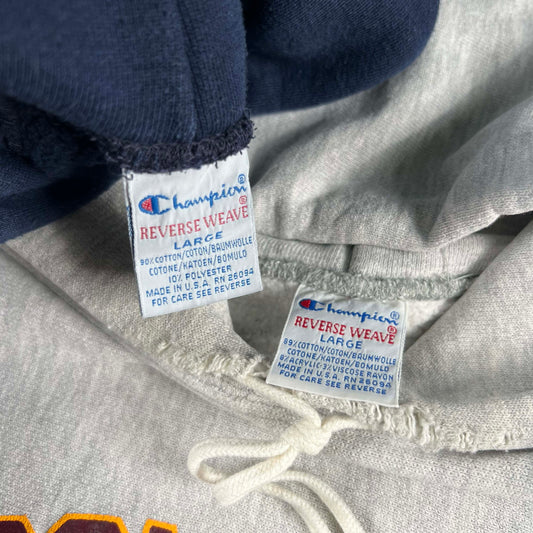 Champion®
REVERSE WEAVE®
LARGE
90% COTTON/COTON/BAUMWOLLE
COTONE/KATOEN/BOMULD
10% POLYESTER
MADE IN U.S.A. RN 26094
FOR CARE SEE REVERSE
Champion®
REVERSE WEAVE®
LARGE
89% COTTON/COTON/BAUMWOLLE
COTONE/KATOEN/BOMULD
8% ACRYLIC-3% VISCOSE RAYON
MADE IN U.S.A. RN 26094
FOR CARE SEE REVERSE